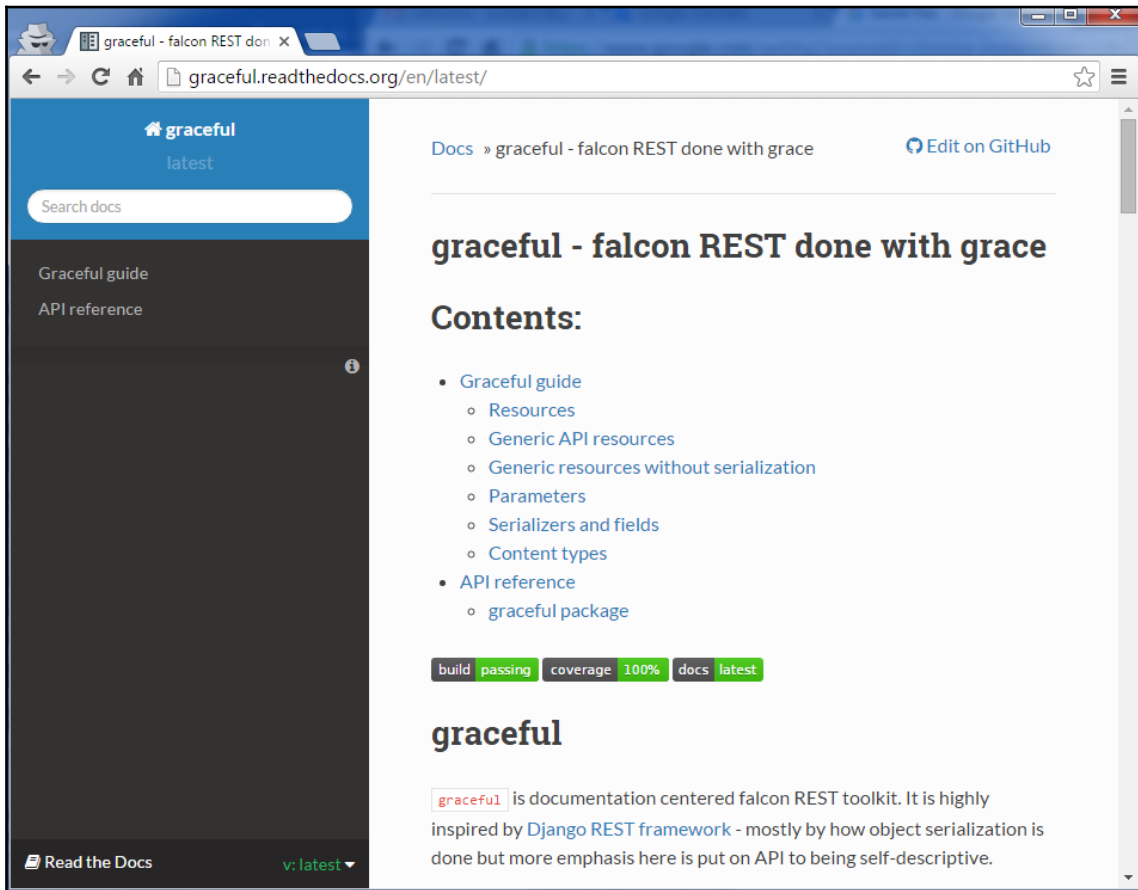 graceful - falcon REST don
graceful.readthedocs.org/en/latest/
graceful
latest
Search docs
Graceful guide
API reference
Read the Docs
v: latest
Docs » graceful - falcon REST done with grace
Edit on GitHub
graceful - falcon REST done with grace
Contents:
Graceful guide
Resources
Generic API resources
Generic resources without serialization
Parameters
Serializers and fields
Content types
API reference
graceful package
build passing coverage 100% docs latest
graceful
graceful is documentation centered falcon REST toolkit. It is highly
inspired by Django REST framework - mostly by how object serialization is
done but more emphasis here is put on API to being self-descriptive.